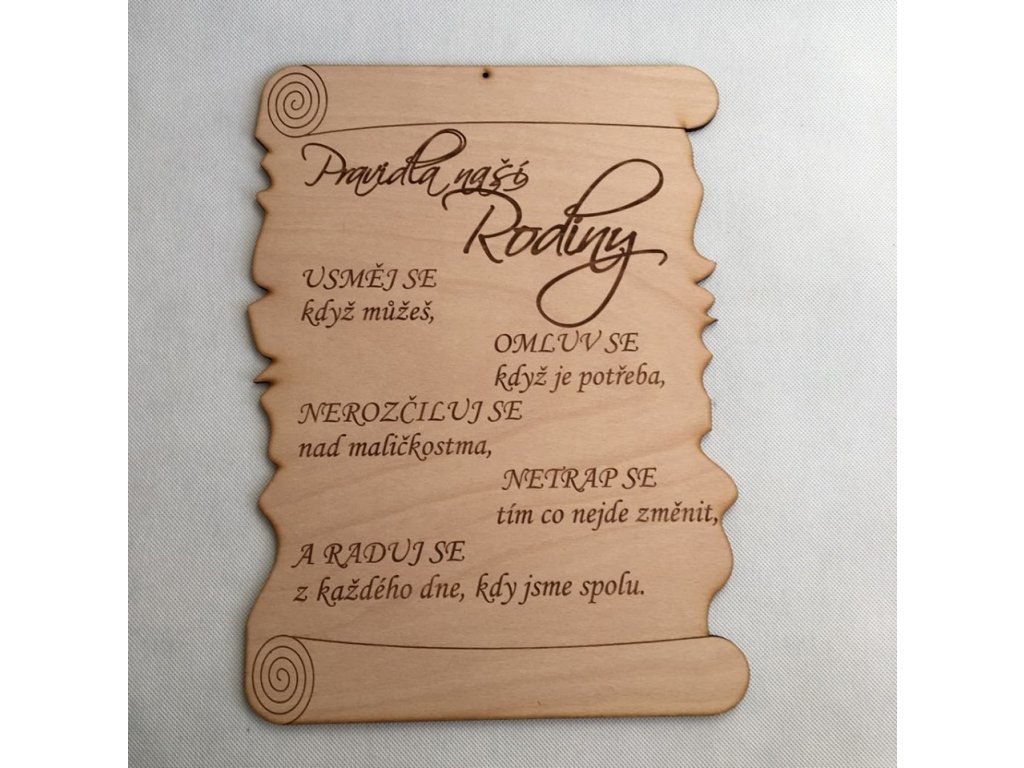 Pravidla naší
Rodiny
USMĚJ SE
když můžeš,
OMLUV SE
když je potřeba,
NEROZČILUJ SE
nad maličkostma,
NETRAP SE
tím co nejde změnit,
A RADUJ SE
z každého dne, kdy jsme spolu.